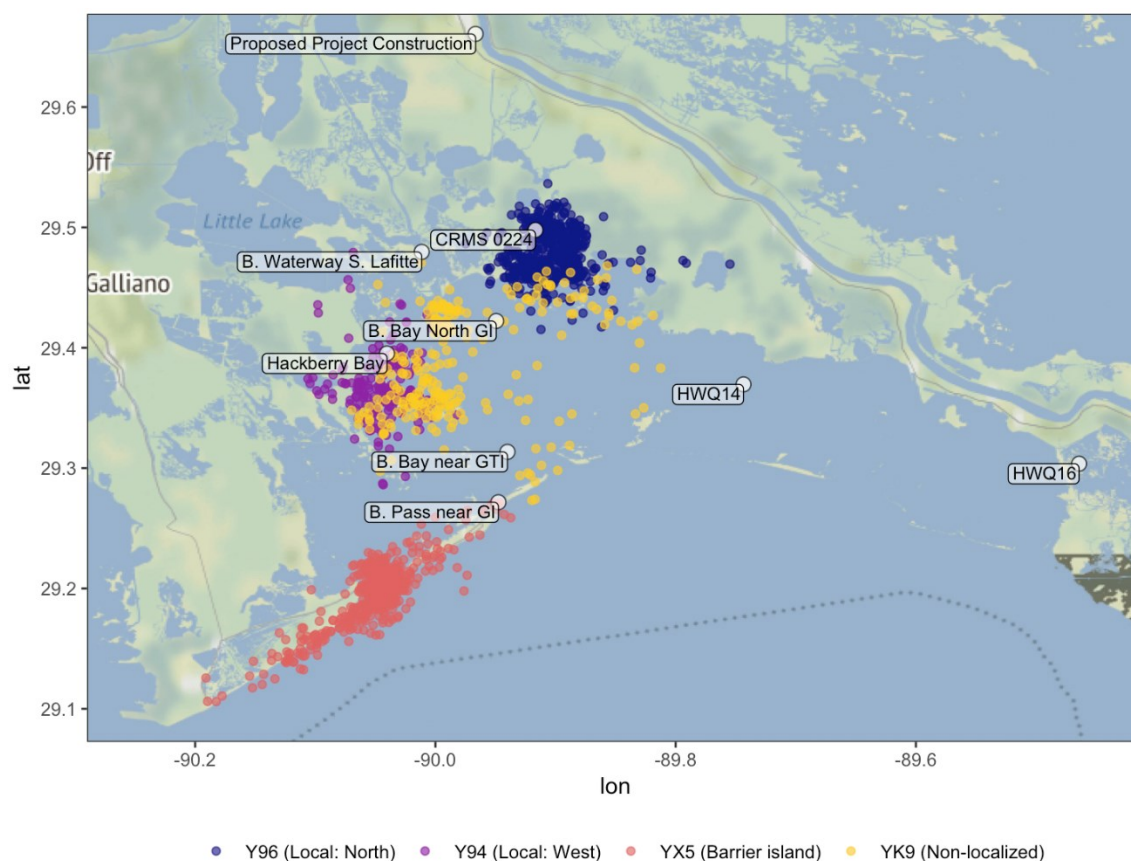 Proposed Project Construction
29.6
Off
29.5
CRMS 0224
Little Lake
B. Waterway S. Lafitte
Galliano
B. Bay North GI
29.4
Hackberry Bay
HWQ14
lat
B. Bay near GTI
29.3
HWQ16
B. Pass near GI
29.2
29.1
-90.2 -90.0 -89.8 -89.6
lon
Y96 (Local: North) Y94 (Local: West) YX5 (Barrier island) YK9 (Non-localized)